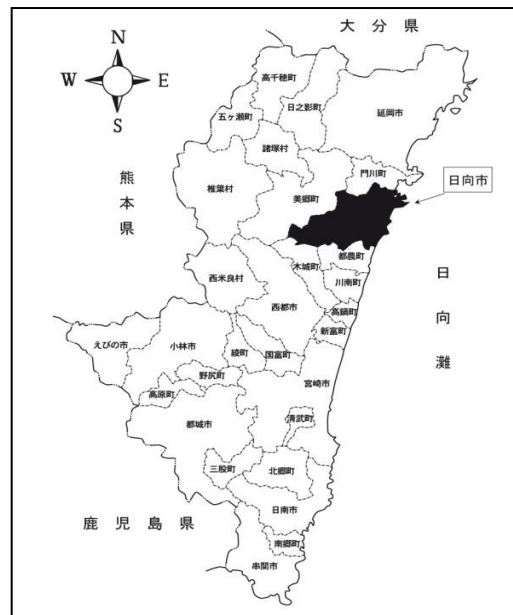 大分県
N
W
E
S
高千穂町
日之影町
延岡市
五ヶ瀬町
諸塚村
門川町
日向市
熊本県
椎葉村
美郷町
都農町
木城町
西米良村
川南町
日向灘
西都市
高鍋町
新富町
えびの市
小林市
綾町
国富町
野尻町
宮崎市
高原町
清武町
都城市
三股町
北郷町
日南市
鹿児島県
南郷町
串間市